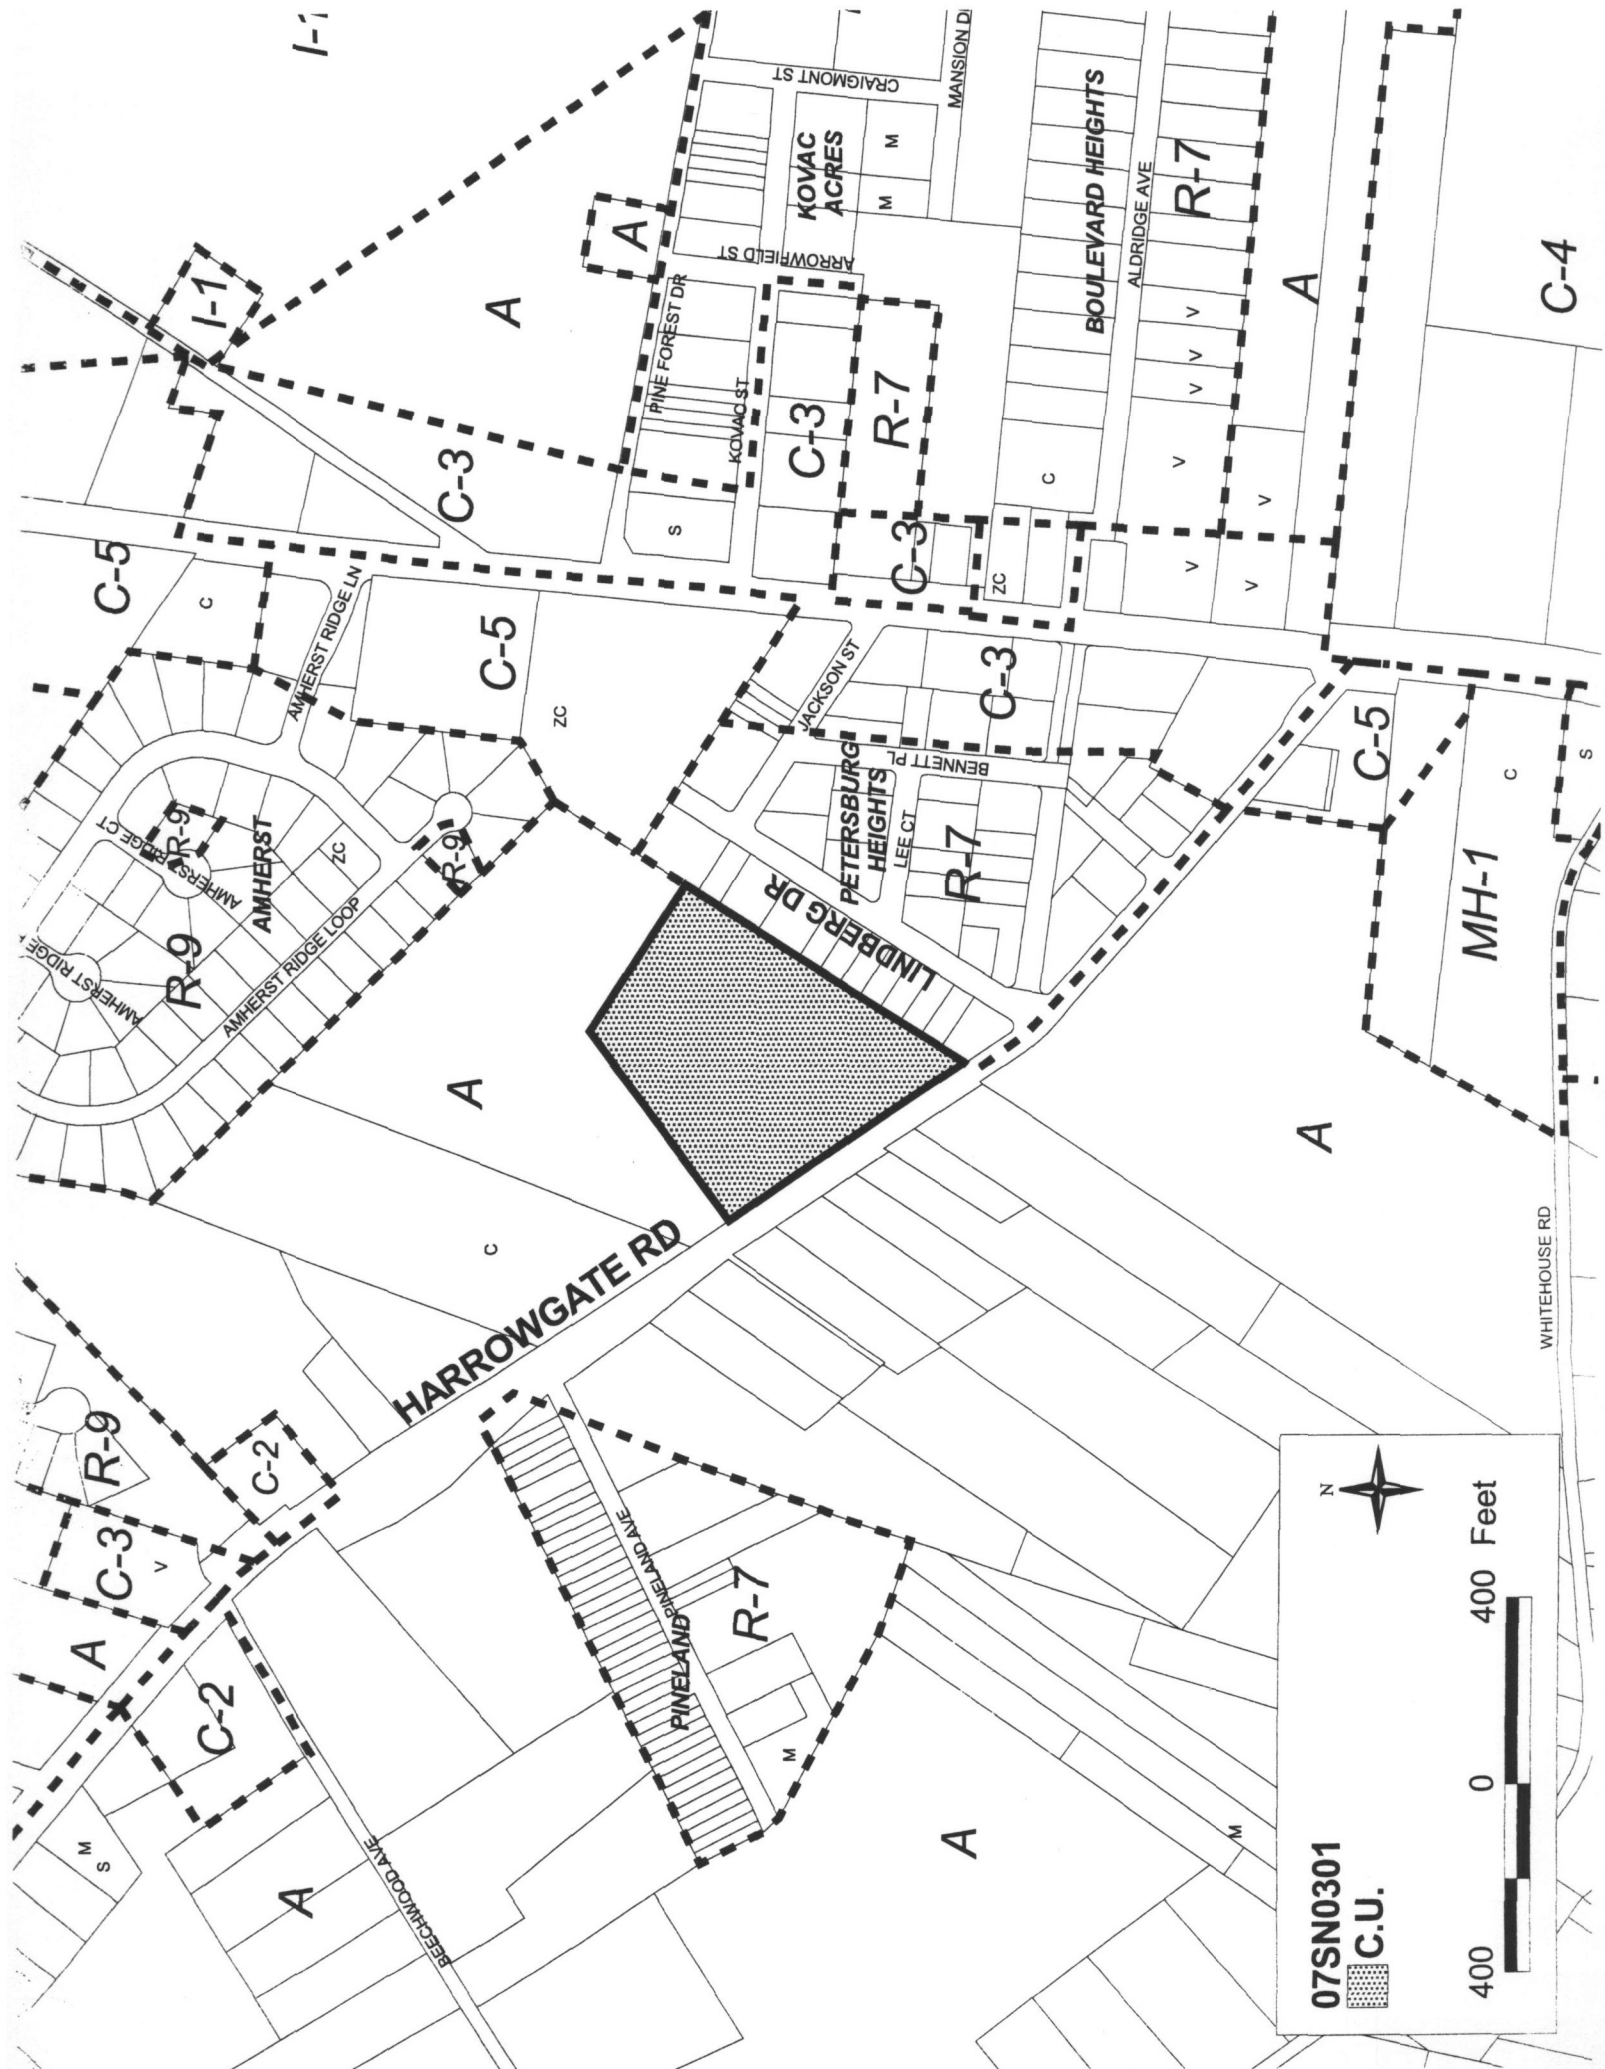 I-1
CRAIGMONT ST
MANSION D
KOVAC
ACRES
M
M
BOULEVARD HEIGHTS
ALDRIDGE AVE
R-7
A
ARROWFIELD ST
I-1
A
PINE FOREST DR
KOVAC ST
A
C-4
V
V
V
C-3
R-7
C-3
C
V
V
S
C-5
C
AMHERST RIDGE LN
C-5
ZC
C-3
ZC
V
V
JACKSON ST
C-3
BENNETT PL
PETERSBURG
HEIGHTS
LEE CT
R-7
C-5
C
S
MH-1
R-9
AMHERST RIDGE CT
AMHERST
ZC
R-9
R-9
AMHERST RIDGE
AMHERST RIDGE LOOP
LINDBERG DR
A
A
C
HARROWGATE RD
WHITEHOUSE RD
R-9
C-2
C-3
V
A
C-2
PINELAND AVE
PINELAND
R-7
M
M
S
A
BEECHWOOD AVE
A
M
07SN0301
C.U.
N
400 0 400 Feet